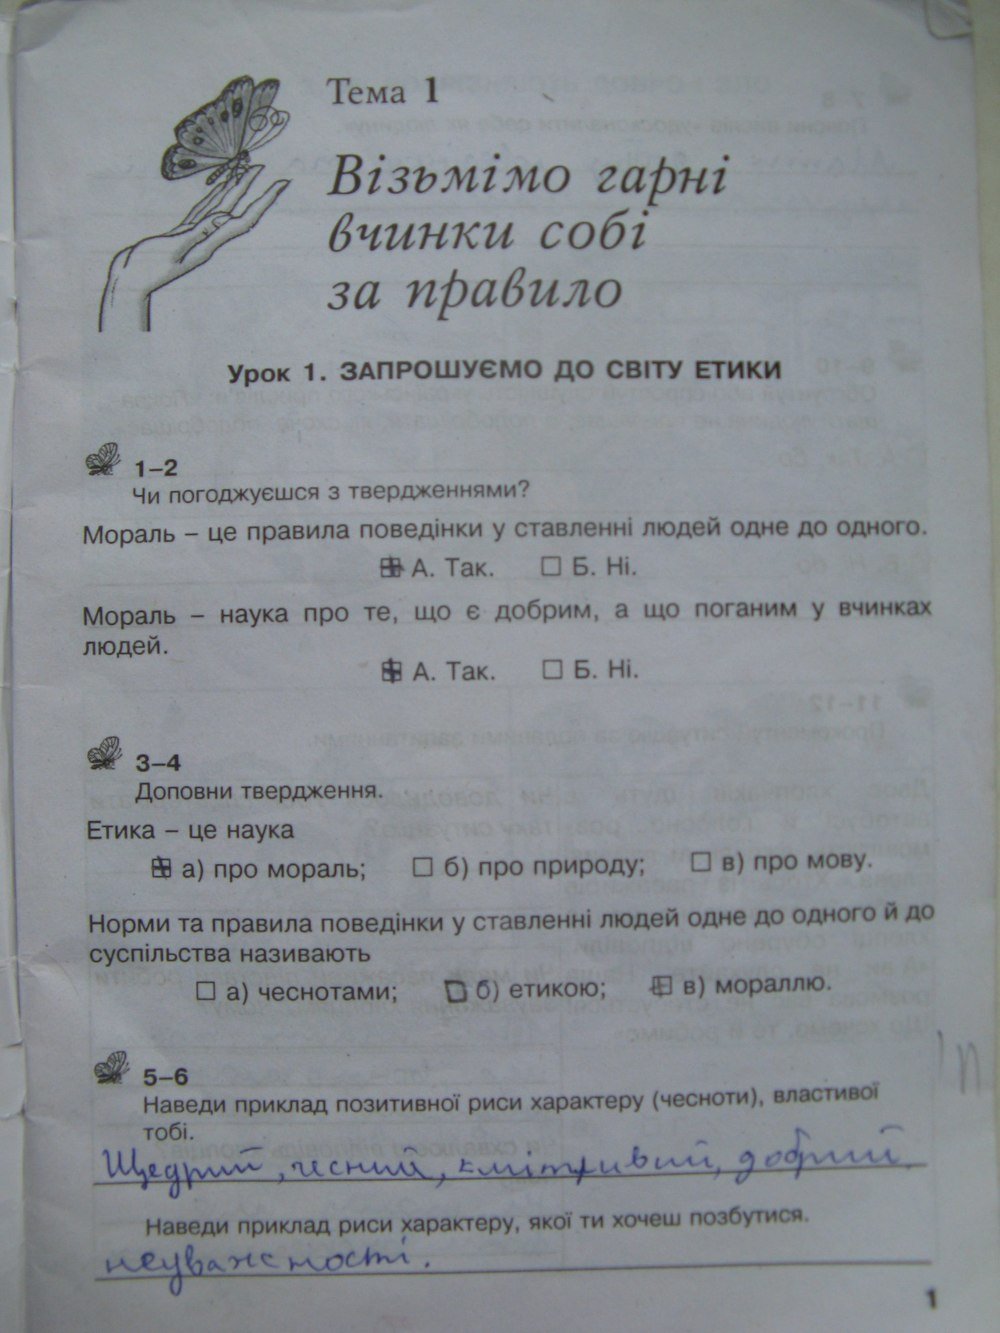 Тема 1
Візьмімо гарні
вчинки собі
за правило
Урок 1. ЗАПРОШУЄМО ДО СВІТУ ЕТИКИ
1–2
Чи погоджуєшся з твердженнями?
Мораль – це правила поведінки у ставленні людей одне до одного.
А. Так. Б. Ні.
Мораль – наука про те, що є добрим, а що поганим у вчинках
людей.
А. Так. Б. Ні.
3–4
Доповни твердження.
Етика – це наука
а) про мораль; б) про природу; в) про мову.
Норми та правила поведінки у ставленні людей одне до одного й до
суспільства називають
а) чеснотами; б) етикою; в) мораллю.
5–6
Наведи приклад позитивної риси характеру (чесноти), властивої
тобі.
Щедрий, чесний, кмітливий, добрий.
Наведи приклад риси характеру, якої ти хочеш позбутися.
неуважності.
1